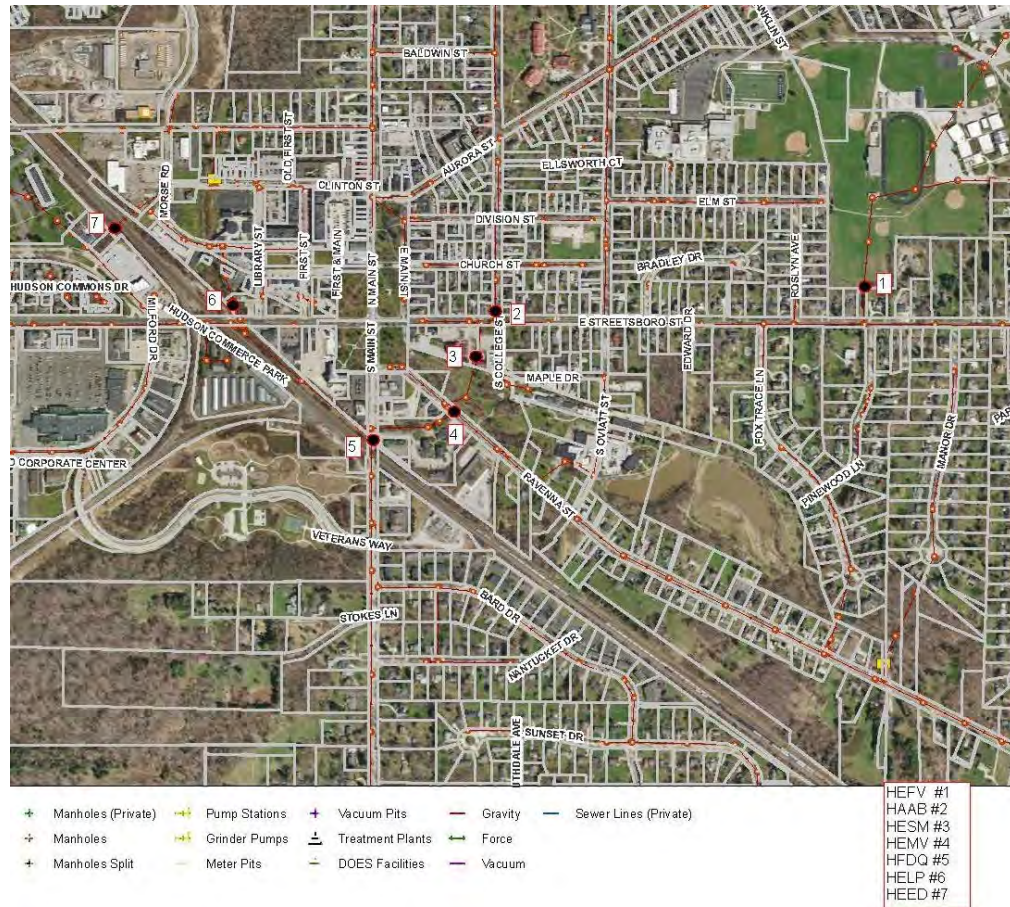 BALDWIN ST
ANKLIN ST
OLD FIRST ST
AURORA ST
ELLSWORTH CT
MORSE RD
CLINTON ST
ELM ST
7
DIVISION ST
LIBRARY ST
FIRST ST
FIRST & MAIN
N MAIN ST
E MAIN ST
CHURCH ST
BRADLEY DR
ROSLYN AVE
HUDSON COMMONS DR
1
6
2
MILFORD DR
HUDSON COMMERCE PARK
S MAIN ST
S COLLEGE ST
E STREETSBORO ST
EDWARD DR
3
MAPLE DR
FOX TRACE LN
S OVIATT ST
4
5
MANOR DR
PAR
D CORPORATE CENTER
RAVENNA ST
PINEWOOD LN
VETERANS WAY
STOKES LN
BARD DR
NANTUCKET DR
SUNSET DR
UTHDALE AVE
Manholes (Private)
Pump Stations
Vacuum Pits
Gravity
Sewer Lines (Private)
Manholes
Grinder Pumps
Treatment Plants
Force
Manholes Split
Meter Pits
DOES Facilities
Vacuum
HEFV #1
HAAB #2
HESM #3
HEMV #4
HFDQ #5
HELP #6
HEED #7